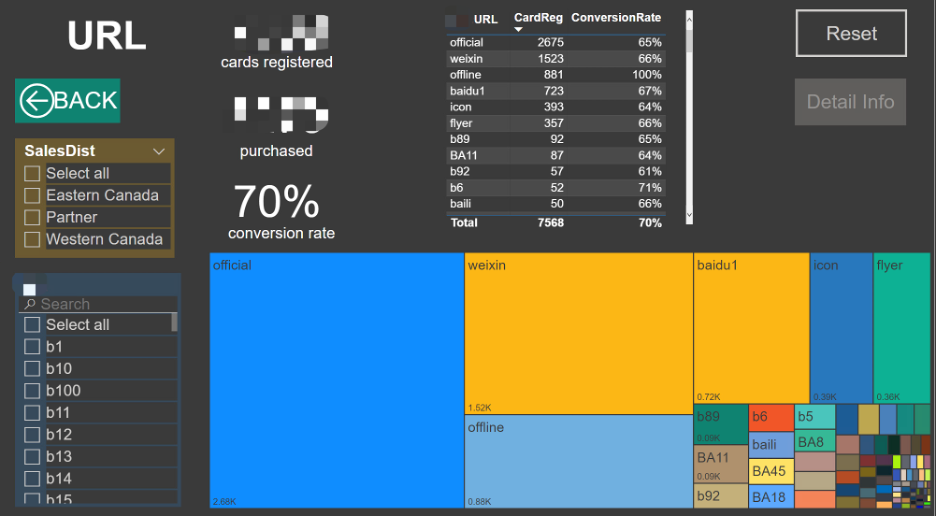 URL
BACK
SalesDist
Select all
Eastern Canada
Partner
Western Canada
Search
Select all
b1
b10
b100
b11
b12
b13
b14
b15
cards registered
purchased
70%
conversion rate
URL CardReg ConversionRate
official 2675 65%
weixin 1523 66%
offline 881 100%
baidu1 723 67%
icon 393 64%
flyer 357 66%
b89 92 65%
BA11 87 64%
b92 57 61%
b6 52 71%
baili 50 66%
Total 7568 70%
Reset
Detail Info
official
2.68K
weixin
1.52K
offline
0.88K
baidu1
0.72K
icon
0.39K
flyer
0.36K
b89
0.09K
BA11
0.09K
b92
b6
baili
BA45
BA18
b5
BA8